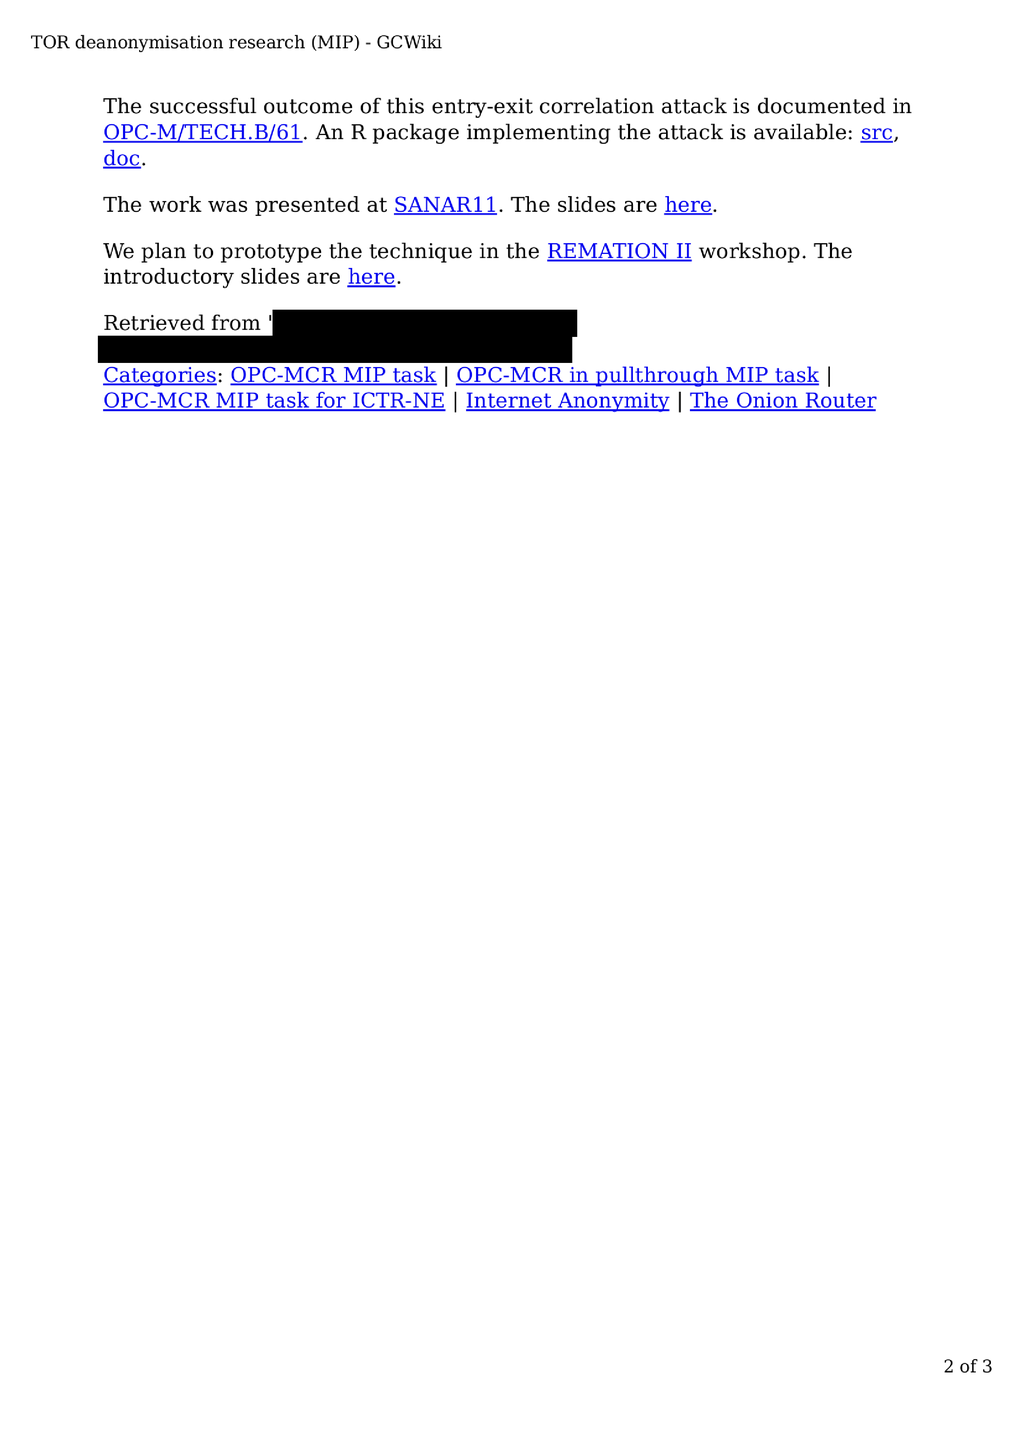 TOR deanonymisation research (MIP) - GCWiki
The successful outcome of this entry-exit correlation attack is documented in
OPC-M/TECH.B/61. An R package implementing the attack is available: src,
doc.
The work was presented at SANAR11. The slides are here.
We plan to prototype the technique in the REMATION II workshop. The
introductory slides are here.
Retrieved from "
Categories: OPC-MCR MIP task | OPC-MCR in pullthrough MIP task |
OPC-MCR MIP task for ICTR-NE | Internet Anonymity | The Onion Router
2 of 3